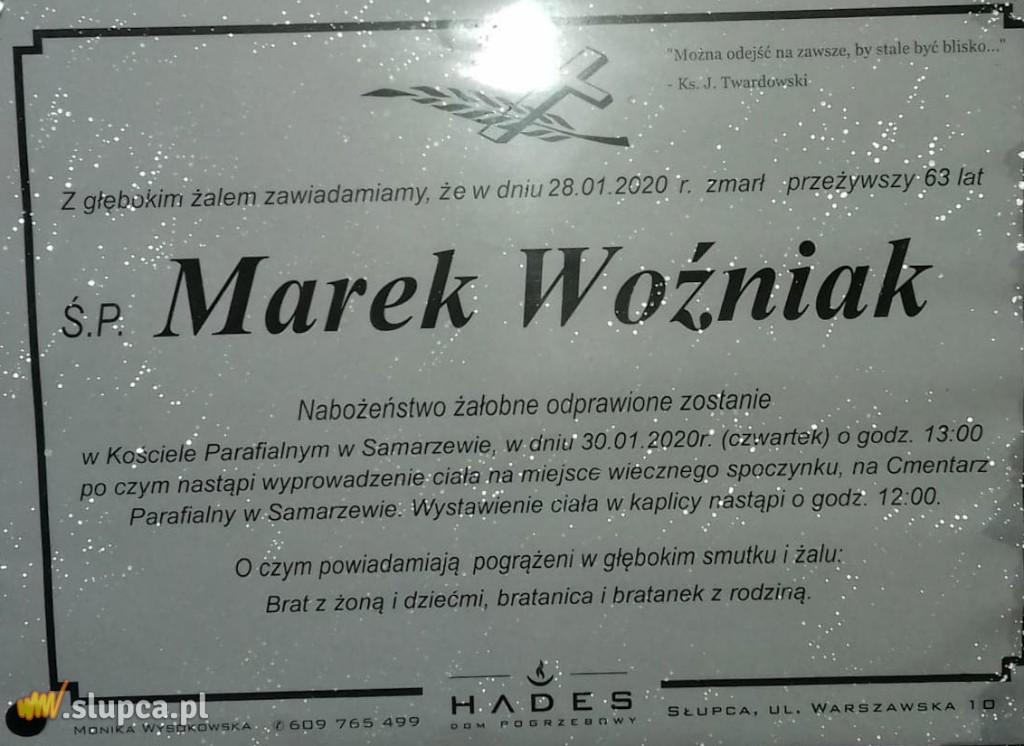 "Można odejść na zawsze, by stale być blisko..."
- Ks. J. Twardowski
Z głębokim żalem zawiadamiamy, że w dniu 28.01.2020 r. zmarł przeżywszy 63 lat
Ś.P. Marek Woźniak
Nabożeństwo żałobne odprawione zostanie
w Kościele Parafialnym w Samarzewie, w dniu 30.01.2020r. (czwartek) o godz. 13:00
po czym nastąpi wyprowadzenie ciała na miejsce wiecznego spoczynku, na Cmentarz
Parafialny w Samarzewie. Wystawienie ciała w kaplicy nastąpi o godz. 12:00.
O czym powiadamiają pogrążeni w głębokim smutku i żalu:
Brat z żoną i dziećmi, bratanica i bratanek z rodziną.
.slupca.pl
MONIKA WYSOKOWSKA ✆ 609 765 499
HADES
DOM POGRZEBOWY
SŁUPCA, UL. WARSZAWSKA 10